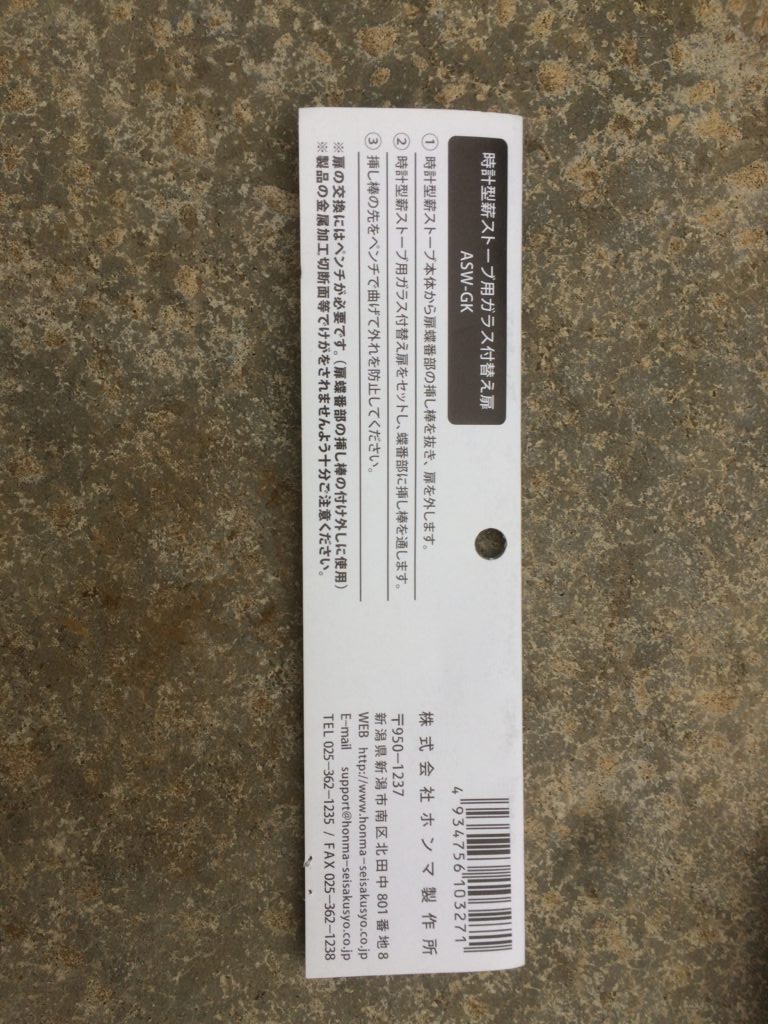 時計型薪ストーブ用ガラス付替え扉
ASW-GK
① 時計型薪ストーブ本体から扉蝶番部の挿し棒を抜き、扉を外します。
② 時計型薪ストーブ用ガラス付替え扉をセットし、蝶番部に挿し棒を通します。
③ 挿し棒の先をペンチで曲げて外れを防止してください。
※扉の交換にはペンチが必要です。(扉蝶番部の挿し棒の付け外しに使用)
※製品の金属加工切断面等でけがをされませんよう十分ご注意ください。
4 934756 103271
株式会社ホンマ製作所
〒950-1237
新潟県新潟市南区北田中801番地8
WEB http://www.honma-seisakusyo.co.jp
E-mail support@honma-seisakusyo.co.jp
TEL 025-362-1235 / FAX 025-362-1238